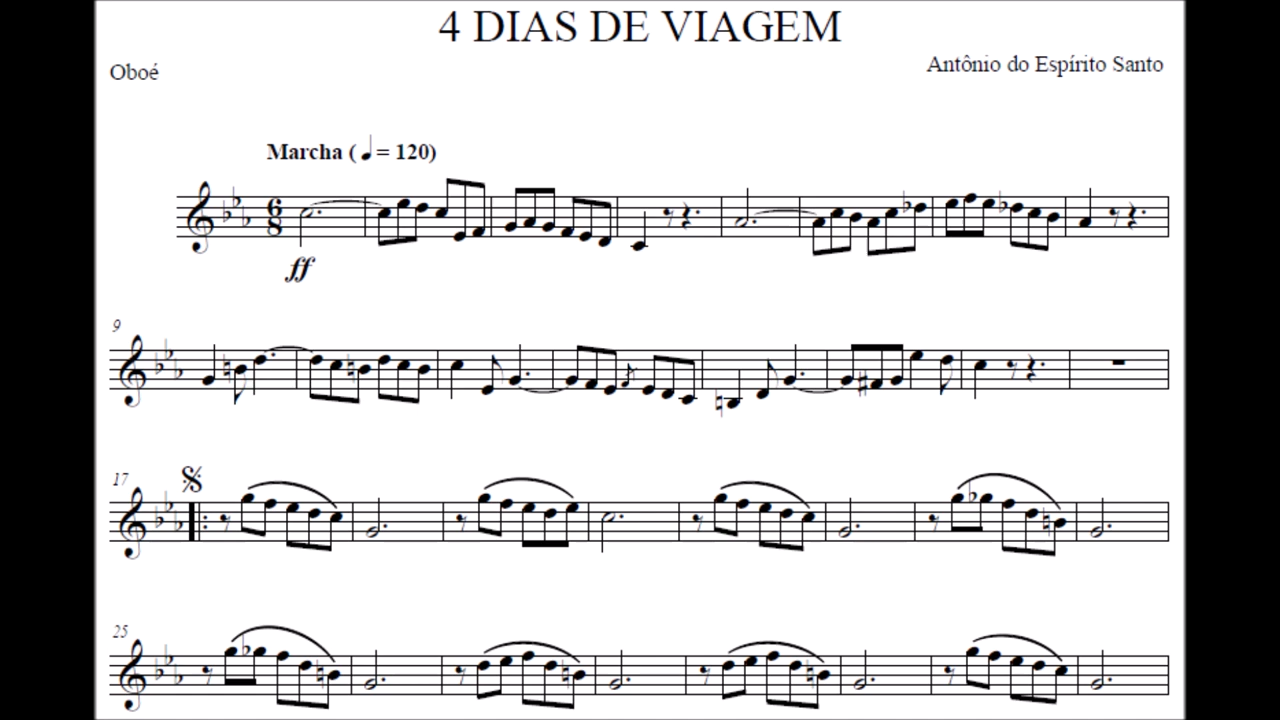 4 DIAS DE VIAGEM
Oboé
Antônio do Espírito Santo
Marcha (♩= 120)
6
8
ff
9
17
25